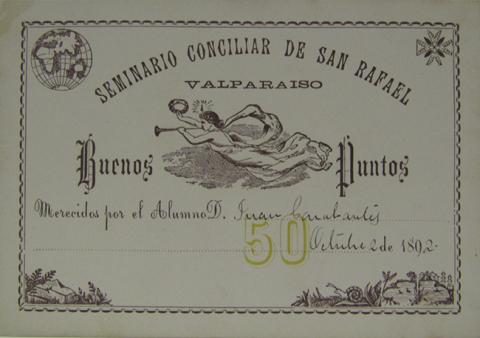 SEMINARIO CONCILIAR DE SAN RAFAEL
VALPARAISO
Buenos Puntos
Merecidos por el Alumno D. Juan
50 Octubre 2 de 1892